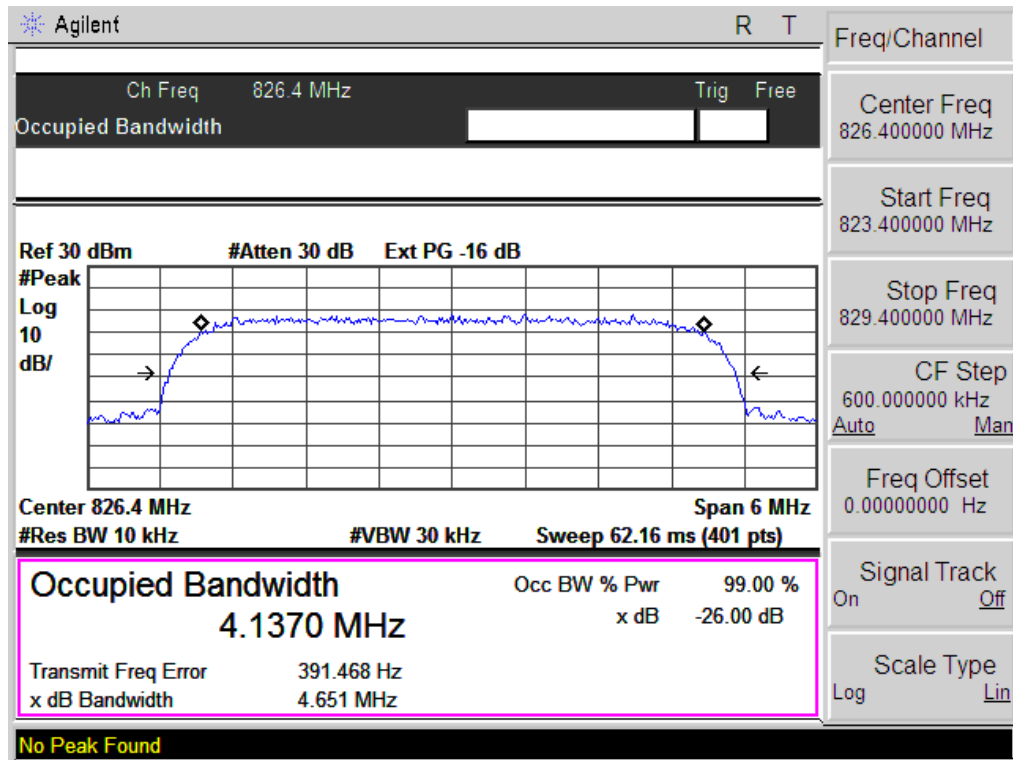 Agilent R T
Ch Freq 826.4 MHz Trig Free
Occupied Bandwidth
Ref 30 dBm #Atten 30 dB Ext PG -16 dB
#Peak
Log
10
dB/
Center 826.4 MHz Span 6 MHz
#Res BW 10 kHz #VBW 30 kHz Sweep 62.16 ms (401 pts)
Occupied Bandwidth Occ BW % Pwr 99.00 %
4.1370 MHz x dB -26.00 dB
Transmit Freq Error 391.468 Hz
x dB Bandwidth 4.651 MHz
No Peak Found
Freq/Channel
Center Freq
826.400000 MHz
Start Freq
823.400000 MHz
Stop Freq
829.400000 MHz
CF Step
600.000000 kHz
Auto Man
Freq Offset
0.00000000 Hz
Signal Track
On Off
Scale Type
Log Lin